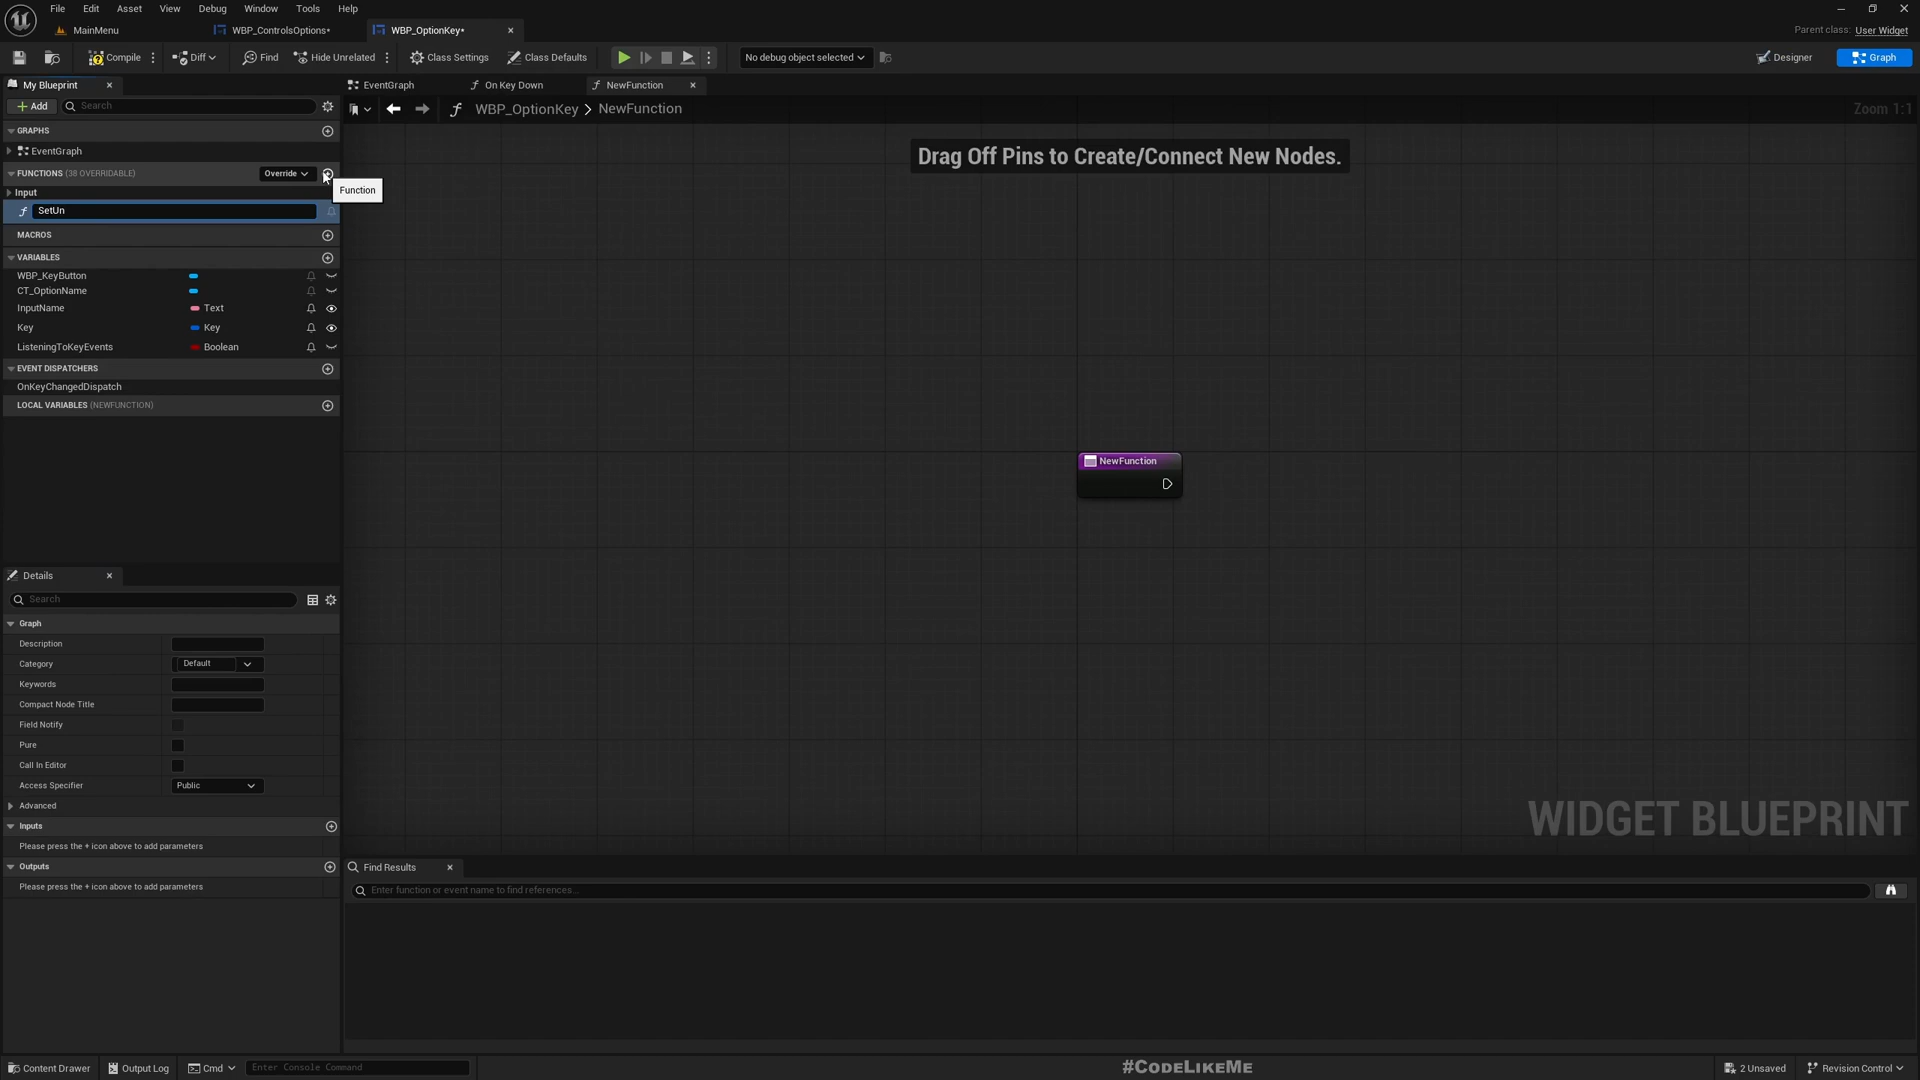 File Edit Asset View Debug Window Tools Help
MainMenu WBP_ControlsOptions* WBP_OptionKey* Parent class: User Widget
Compile Diff Find Hide Unrelated Class Settings Class Defaults No debug object selected Designer Graph
My Blueprint EventGraph On Key Down NewFunction
Add Search WBP_OptionKey > NewFunction Zoom 1:1
GRAPHS
EventGraph
Drag Off Pins to Create/Connect New Nodes.
FUNCTIONS (38 OVERRIDABLE) Override
Function
Input
SetUn
MACROS
VARIABLES
WBP_KeyButton
CT_OptionName
InputName Text
Key Key
ListeningToKeyEvents Boolean
EVENT DISPATCHERS
OnKeyChangedDispatch
LOCAL VARIABLES (NEWFUNCTION)
NewFunction
Details
Search
Graph
Description
Category Default
Keywords
Compact Node Title
Field Notify
Pure
Call In Editor
Access Specifier Public
Advanced
Inputs
Please press the + icon above to add parameters
Outputs
Please press the + icon above to add parameters
WIDGET BLUEPRINT
Find Results
Enter function or event name to find references...
Content Drawer Output Log Cmd Enter Console Command #CODELIKEME 2 Unsaved Revision Control